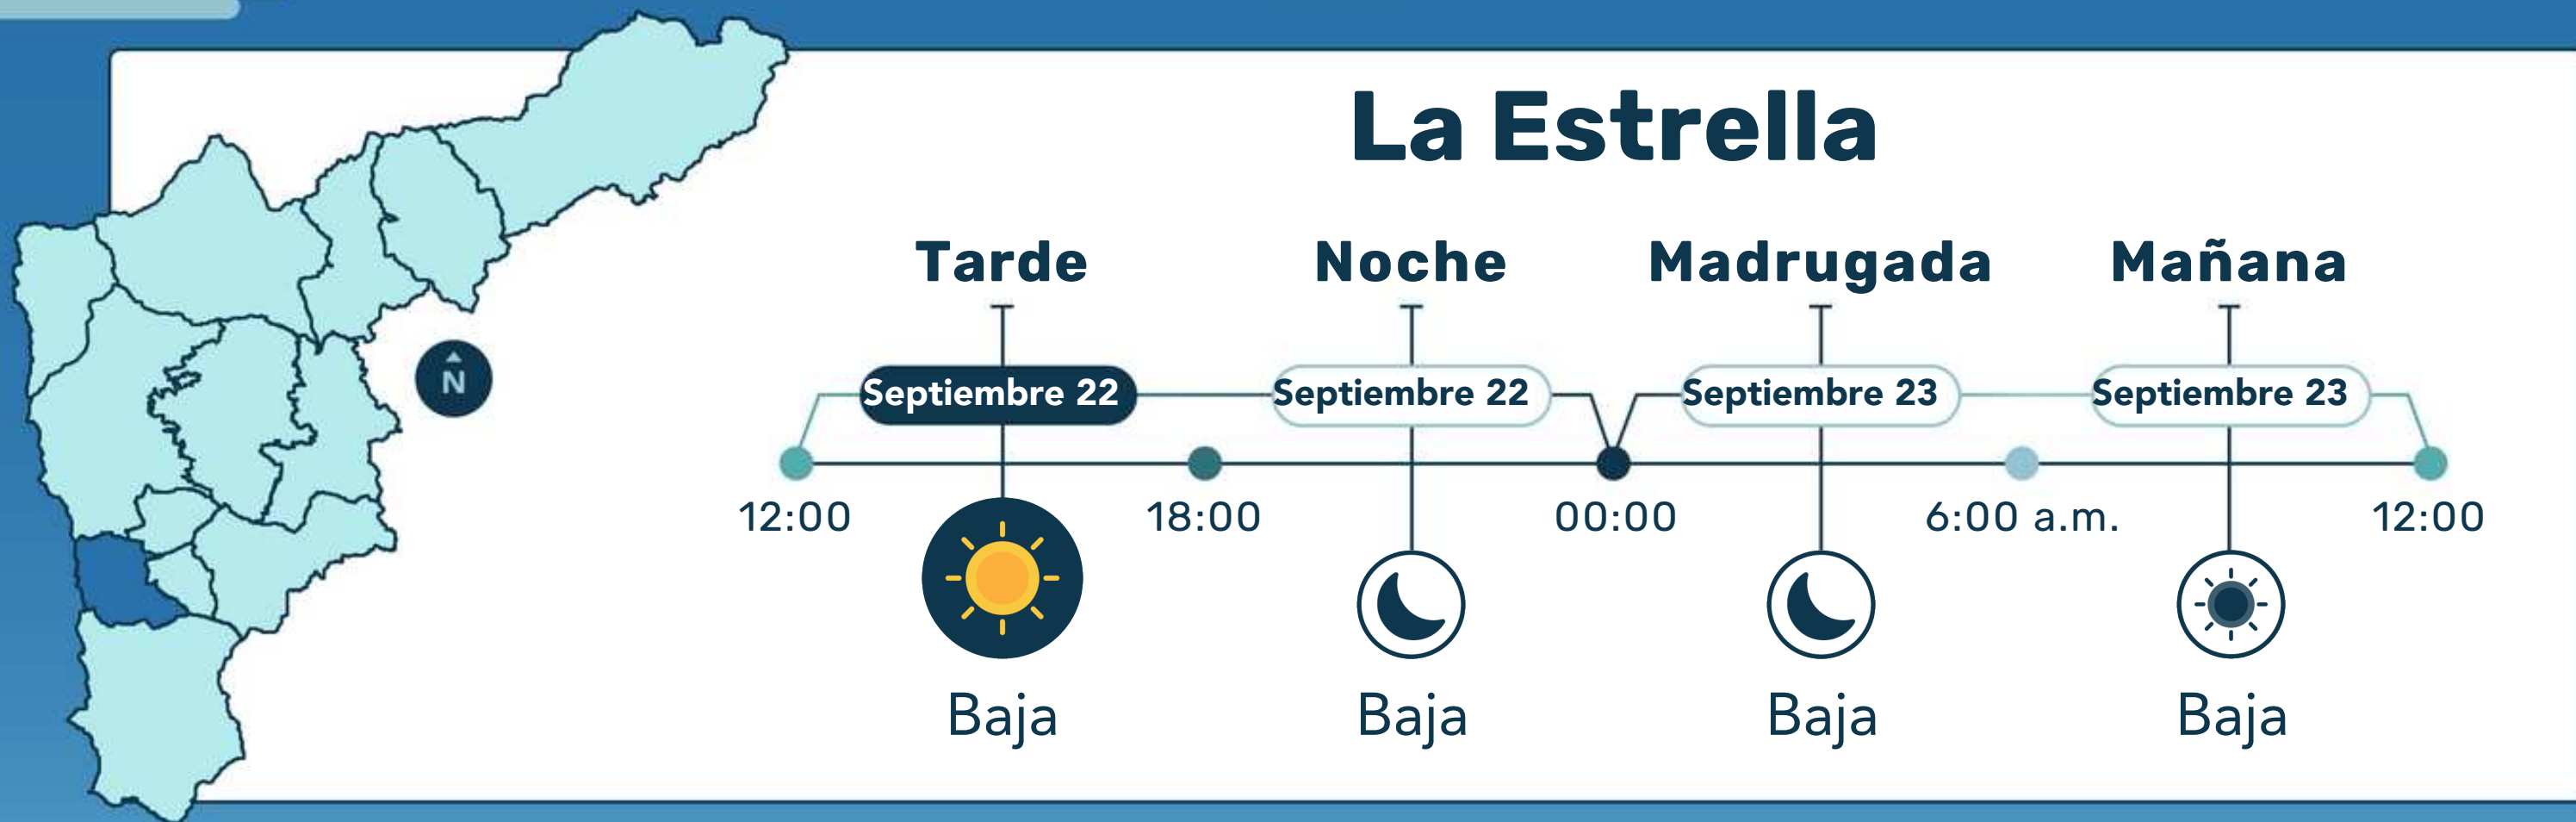 La Estrella
Tarde Noche Madrugada Mañana
Septiembre 22 Septiembre 22 Septiembre 23 Septiembre 23
N
12:00 18:00 00:00 6:00 a.m. 12:00
Baja Baja Baja Baja